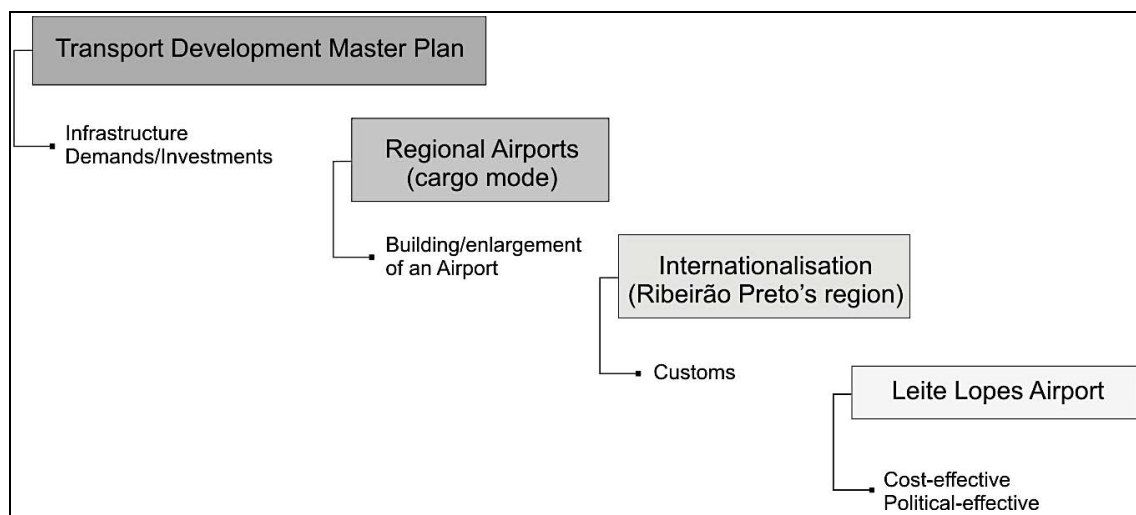 Transport Development Master Plan
Infrastructure
Demands/Investments
Regional Airports
(cargo mode)
Building/enlargement
of an Airport
Internationalisation
(Ribeirão Preto's region)
Customs
Leite Lopes Airport
Cost-effective
Political-effective